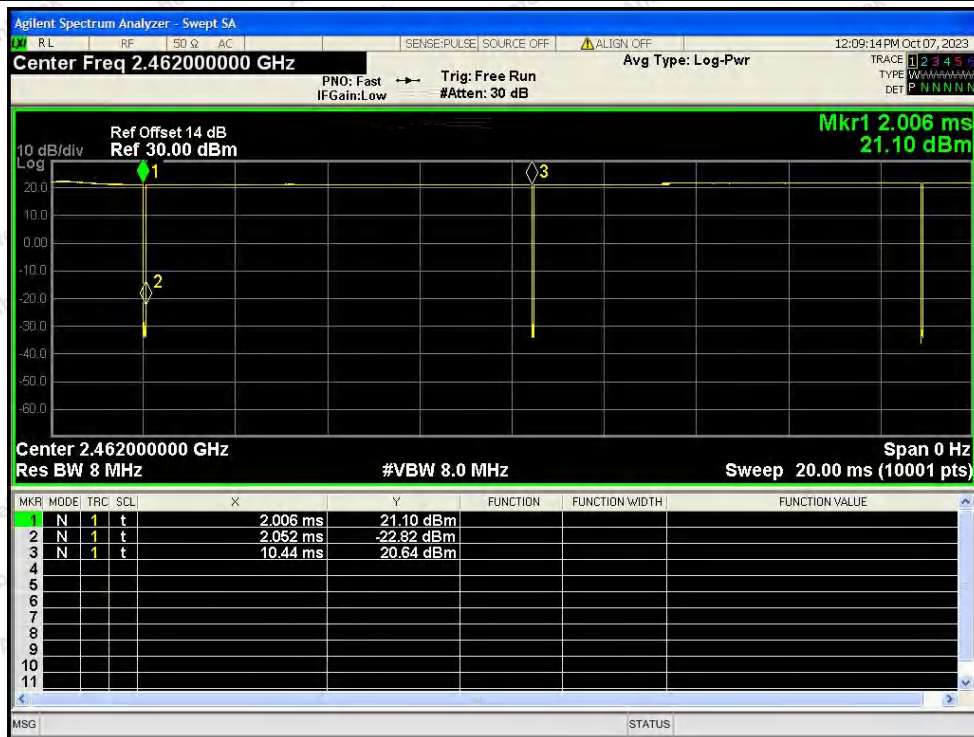 Agilent Spectrum Analyzer - Swept SA
LXI RL RF 50 Ω AC SENSE:PULSE SOURCE OFF ALIGN OFF 12:09:14 PM Oct 07, 2023
Center Freq 2.462000000 GHz
Avg Type: Log-Pwr
TRACE 1 2 3 4 5 6
PNO: Fast
Trig: Free Run
TYPE W
IFGain:Low
#Atten: 30 dB
DET P N N N N N
Mkr1 2.006 ms
Ref Offset 14 dB
10 dB/div Ref 30.00 dBm
21.10 dBm
Log
1
3
20.0
10.0
0.00
-10.0
2
-20.0
-30.0
-40.0
-50.0
-60.0
Center 2.462000000 GHz Span 0 Hz
Res BW 8 MHz #VBW 8.0 MHz Sweep 20.00 ms (10001 pts)
MKR MODE TRC SCL X Y FUNCTION FUNCTION WIDTH FUNCTION VALUE
1 N 1 t 2.006 ms 21.10 dBm
2 N 1 t 2.052 ms -22.82 dBm
3 N 1 t 10.44 ms 20.64 dBm
4
5
6
7
8
9
10
11
MSG STATUS